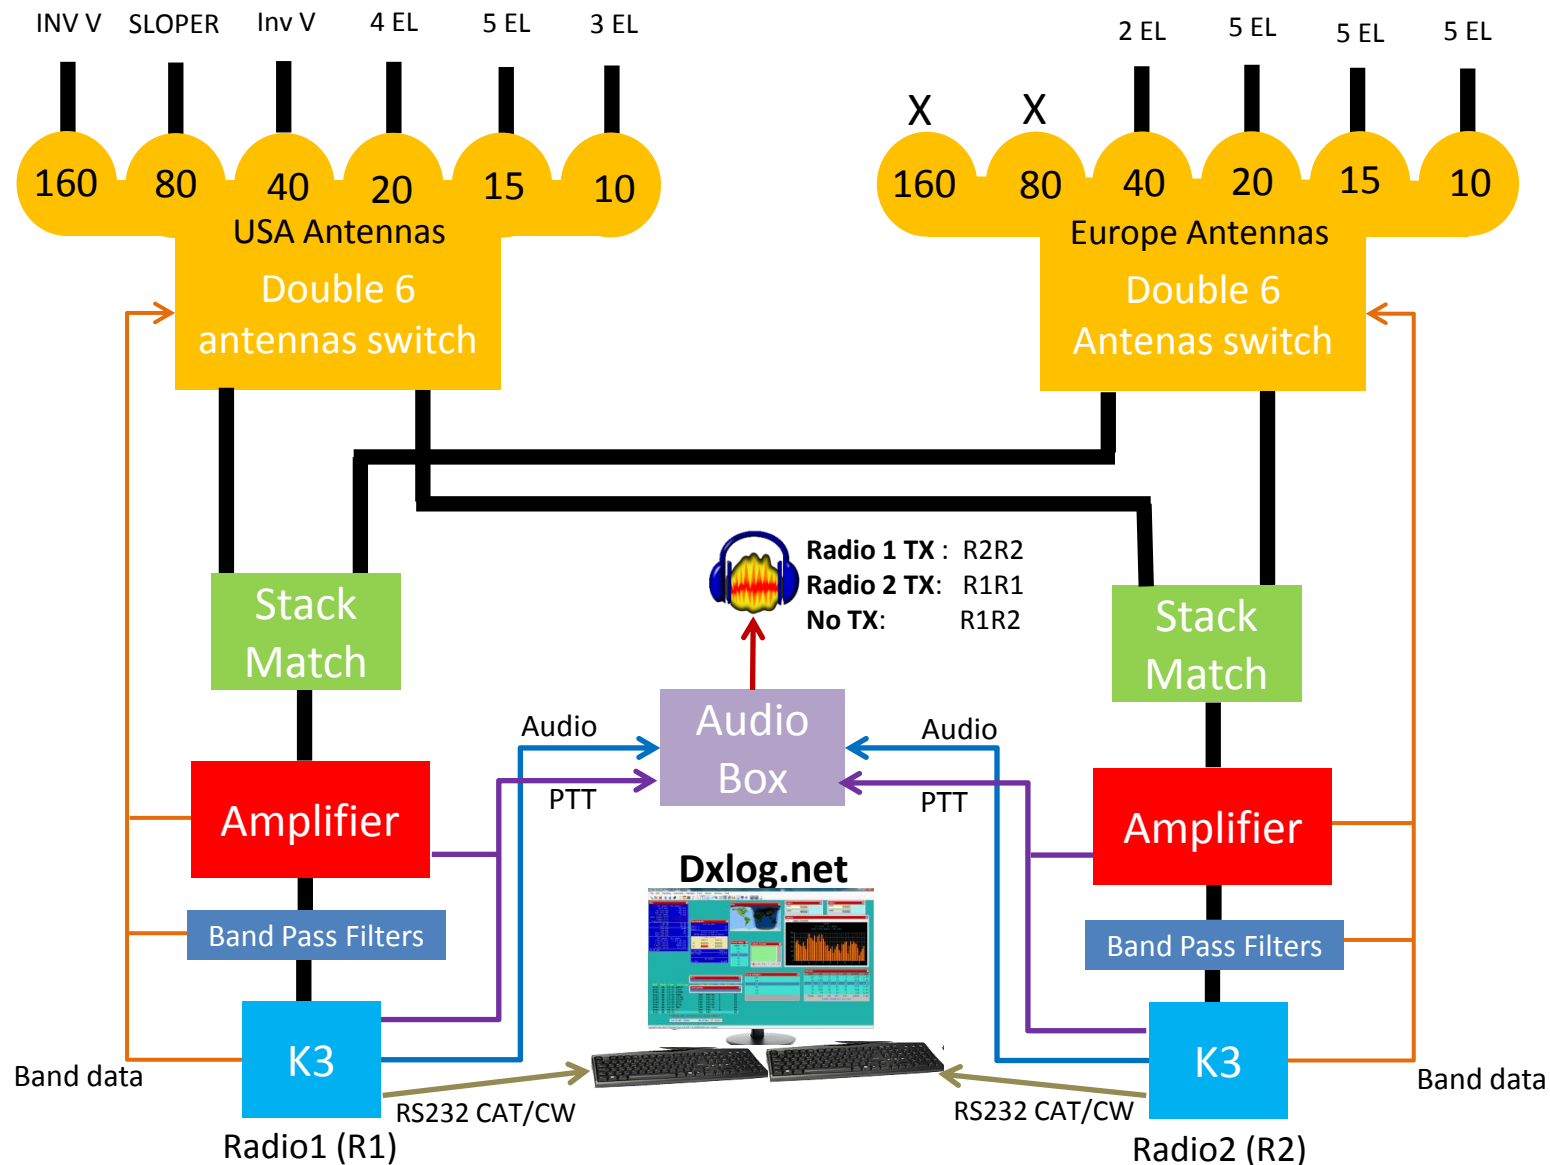 INV V SLOPER Inv V 4 EL 5 EL 3 EL
2 EL 5 EL 5 EL 5 EL
X X
160 80 40 20 15 10
160 80 40 20 15 10
USA Antennas
Europe Antennas
Double 6
antennas switch
Double 6
Antenas switch
Radio 1 TX : R2R2
Radio 2 TX: R1R1
No TX: R1R2
Stack
Match
Stack
Match
Audio
Audio
Box
Audio
PTT
PTT
Amplifier
Amplifier
Dxlog.net
Band Pass Filters
Band Pass Filters
K3
K3
Band data
Band data
RS232 CAT/CW
RS232 CAT/CW
Radio1 (R1)
Radio2 (R2)